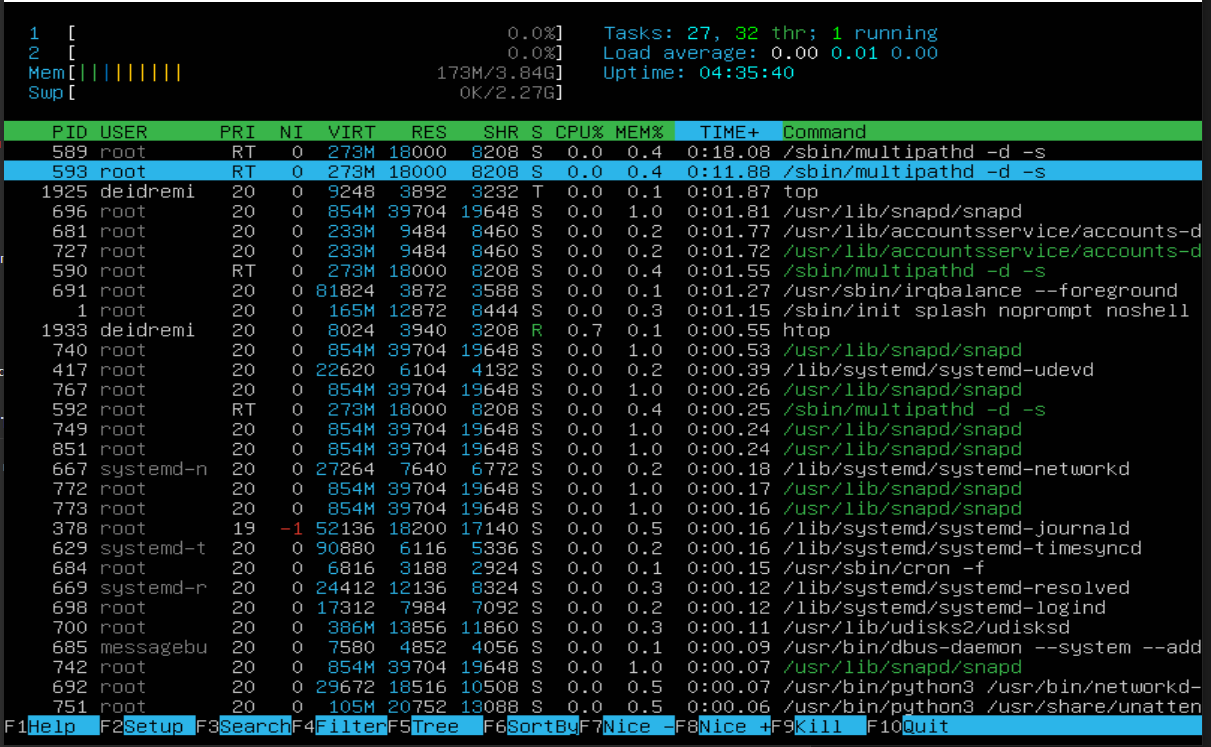 1 [ 0.0%] Tasks: 27, 32 thr; 1 running
2 [ 0.0%] Load average: 0.00 0.01 0.00
Mem[||||||||| 173M/3.84G] Uptime: 04:35:40
Swp[ 0K/2.27G]
PID USER PRI NI VIRT RES SHR S CPU% MEM% TIME+ Command
589 root RT 0 273M 18000 8208 S 0.0 0.4 0:18.08 /sbin/multipathd -d -s
593 root RT 0 273M 18000 8208 S 0.0 0.4 0:11.88 /sbin/multipathd -d -s
1925 deidremi 20 0 9248 3892 3232 T 0.0 0.1 0:01.87 top
696 root 20 0 854M 39704 19648 S 0.0 1.0 0:01.81 /usr/lib/snapd/snapd
681 root 20 0 233M 9484 8460 S 0.0 0.2 0:01.77 /usr/lib/accountsservice/accounts-d
727 root 20 0 233M 9484 8460 S 0.0 0.2 0:01.72 /usr/lib/accountsservice/accounts-d
590 root RT 0 273M 18000 8208 S 0.0 0.4 0:01.55 /sbin/multipathd -d -s
691 root 20 0 81824 3872 3588 S 0.0 0.1 0:01.27 /usr/sbin/irqbalance --foreground
1 root 20 0 165M 12872 8444 S 0.0 0.3 0:01.15 /sbin/init splash noprompt noshell
1933 deidremi 20 0 8024 3940 3208 R 0.7 0.1 0:00.55 htop
740 root 20 0 854M 39704 19648 S 0.0 1.0 0:00.53 /usr/lib/snapd/snapd
417 root 20 0 22620 6104 4132 S 0.0 0.2 0:00.39 /lib/systemd/systemd-udevd
767 root 20 0 854M 39704 19648 S 0.0 1.0 0:00.26 /usr/lib/snapd/snapd
592 root RT 0 273M 18000 8208 S 0.0 0.4 0:00.25 /sbin/multipathd -d -s
749 root 20 0 854M 39704 19648 S 0.0 1.0 0:00.24 /usr/lib/snapd/snapd
851 root 20 0 854M 39704 19648 S 0.0 1.0 0:00.24 /usr/lib/snapd/snapd
667 systemd-n 20 0 27264 7640 6772 S 0.0 0.2 0:00.18 /lib/systemd/systemd-networkd
772 root 20 0 854M 39704 19648 S 0.0 1.0 0:00.17 /usr/lib/snapd/snapd
773 root 20 0 854M 39704 19648 S 0.0 1.0 0:00.16 /usr/lib/snapd/snapd
378 root 19 -1 52136 18200 17140 S 0.0 0.5 0:00.16 /lib/systemd/systemd-journald
629 systemd-t 20 0 90880 6116 5336 S 0.0 0.2 0:00.16 /lib/systemd/systemd-timesyncd
684 root 20 0 6816 3188 2924 S 0.0 0.1 0:00.15 /usr/sbin/cron -f
669 systemd-r 20 0 24412 12136 8324 S 0.0 0.3 0:00.12 /lib/systemd/systemd-resolved
698 root 20 0 17312 7984 7092 S 0.0 0.2 0:00.12 /lib/systemd/systemd-logind
700 root 20 0 386M 13856 11860 S 0.0 0.3 0:00.11 /usr/lib/udisks2/udisksd
685 messagebu 20 0 7580 4852 4056 S 0.0 0.1 0:00.09 /usr/bin/dbus-daemon --system --add
742 root 20 0 854M 39704 19648 S 0.0 1.0 0:00.07 /usr/lib/snapd/snapd
692 root 20 0 29672 18516 10508 S 0.0 0.5 0:00.07 /usr/bin/python3 /usr/bin/networkd-
751 root 20 0 105M 20752 13088 S 0.0 0.5 0:00.06 /usr/bin/python3 /usr/share/unatten
F1Help F2Setup F3SearchF4FilterF5Tree F6SortByF7Nice -F8Nice +F9Kill F10Quit